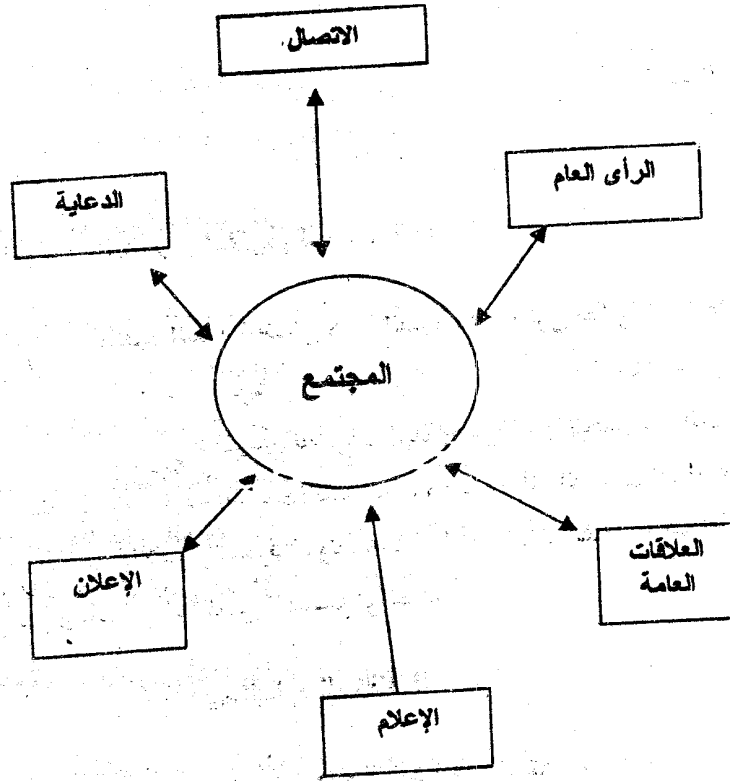 الاتصال
الرأى العام
الدعاية
المجتمع
العلاقات
العامة
الإعلان
الإعلام